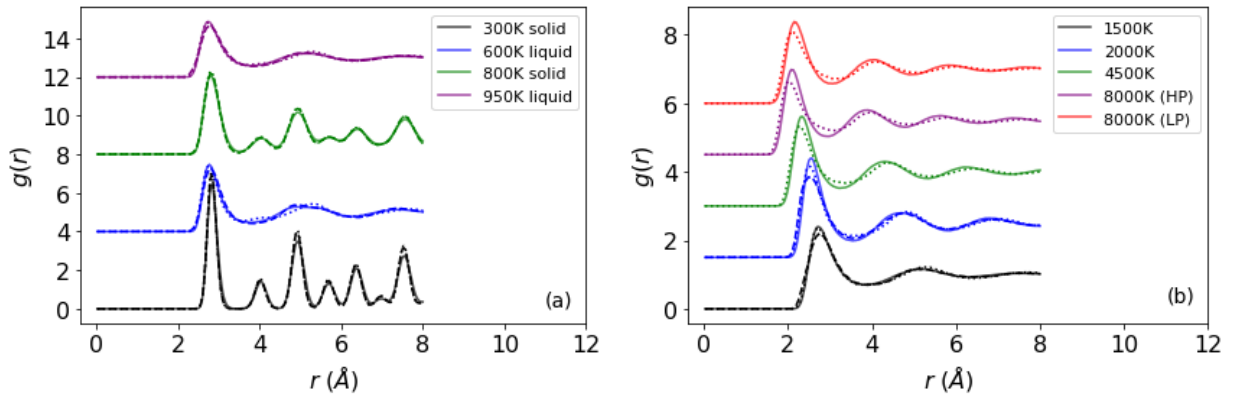 14
12
10
8
6
4
2
0
g(r)
300K solid
600K liquid
800K solid
950K liquid
(a)
0 2 4 6 8 10 12
r (Å)
8
6
4
2
0
g(r)
1500K
2000K
4500K
8000K (HP)
8000K (LP)
(b)
0 2 4 6 8 10 12
r (Å)